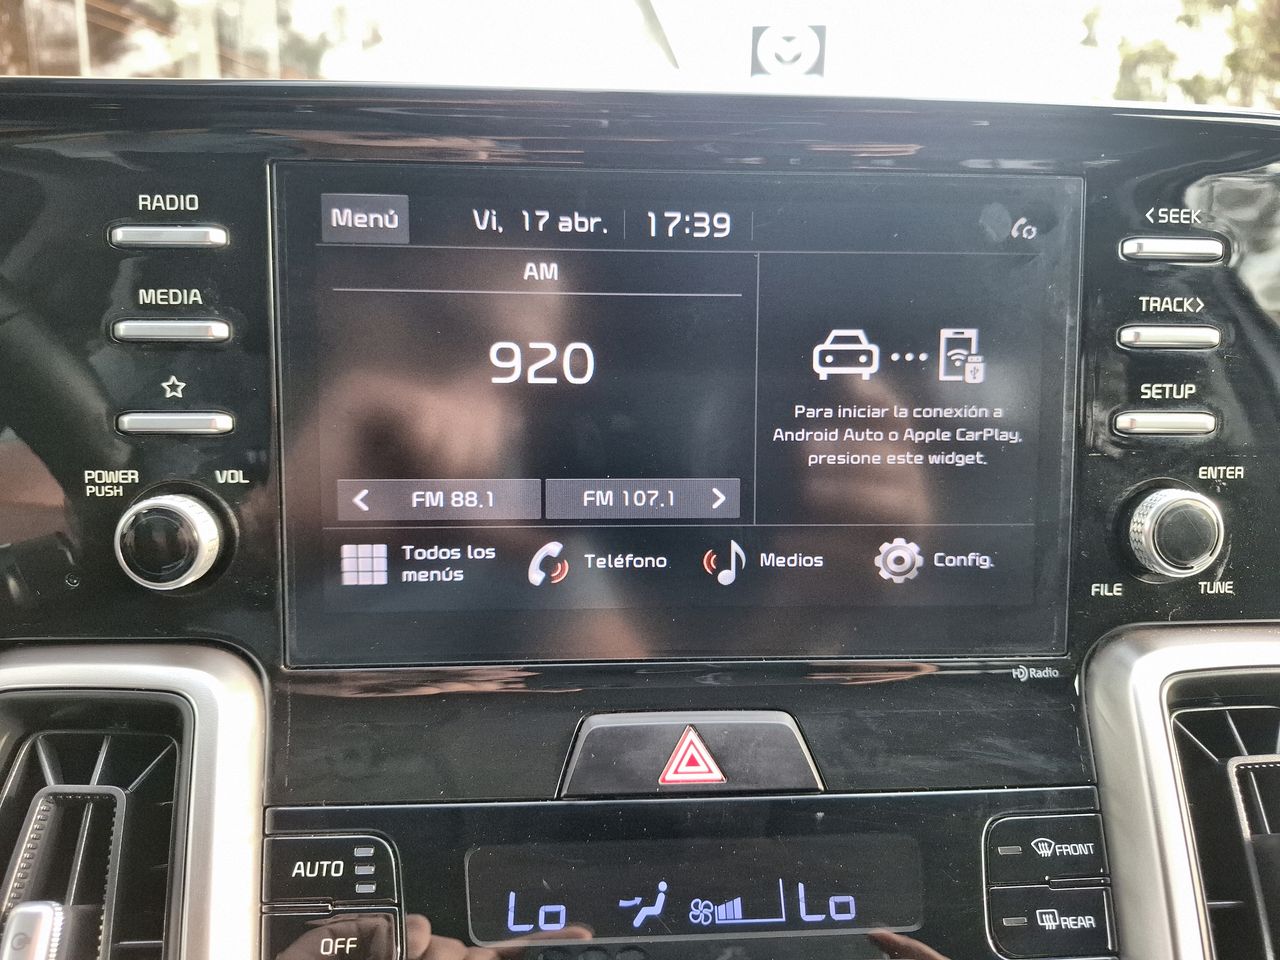 RADIO
MEDIA
POWER
PUSH
VOL
Menú
Vi, 17 abr.
17:39
AM
920
FM 88.1
FM 107.1
Para iniciar la conexión a
Android Auto o Apple CarPlay,
presione este widget.
Todos los
menús
Teléfono
Medios
Config.
<SEEK
TRACK>
SETUP
ENTER
FILE
TUNE
HD Radio
AUTO
OFF
Lo
Lo
FRONT
REAR